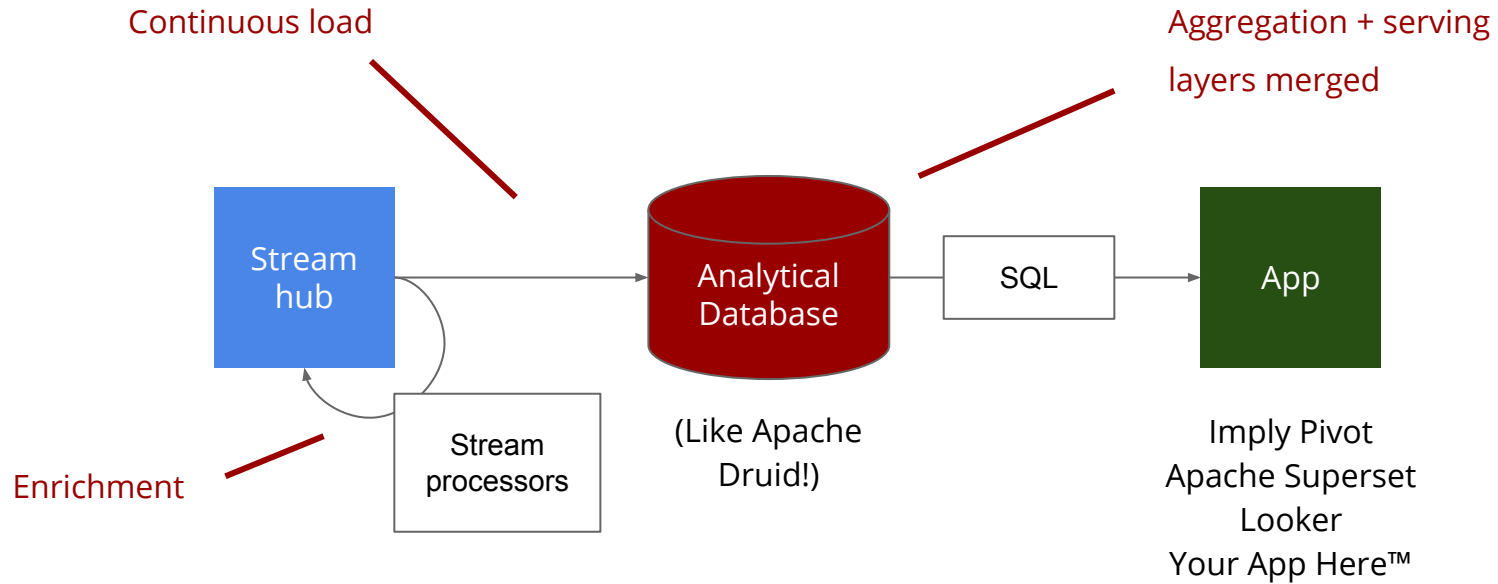 Continuous load
Aggregation + serving
layers merged
Stream
hub
Analytical
Database
SQL
App
Stream
processors
Enrichment
(Like Apache
Druid!)
Imply Pivot
Apache Superset
Looker
Your App Here™